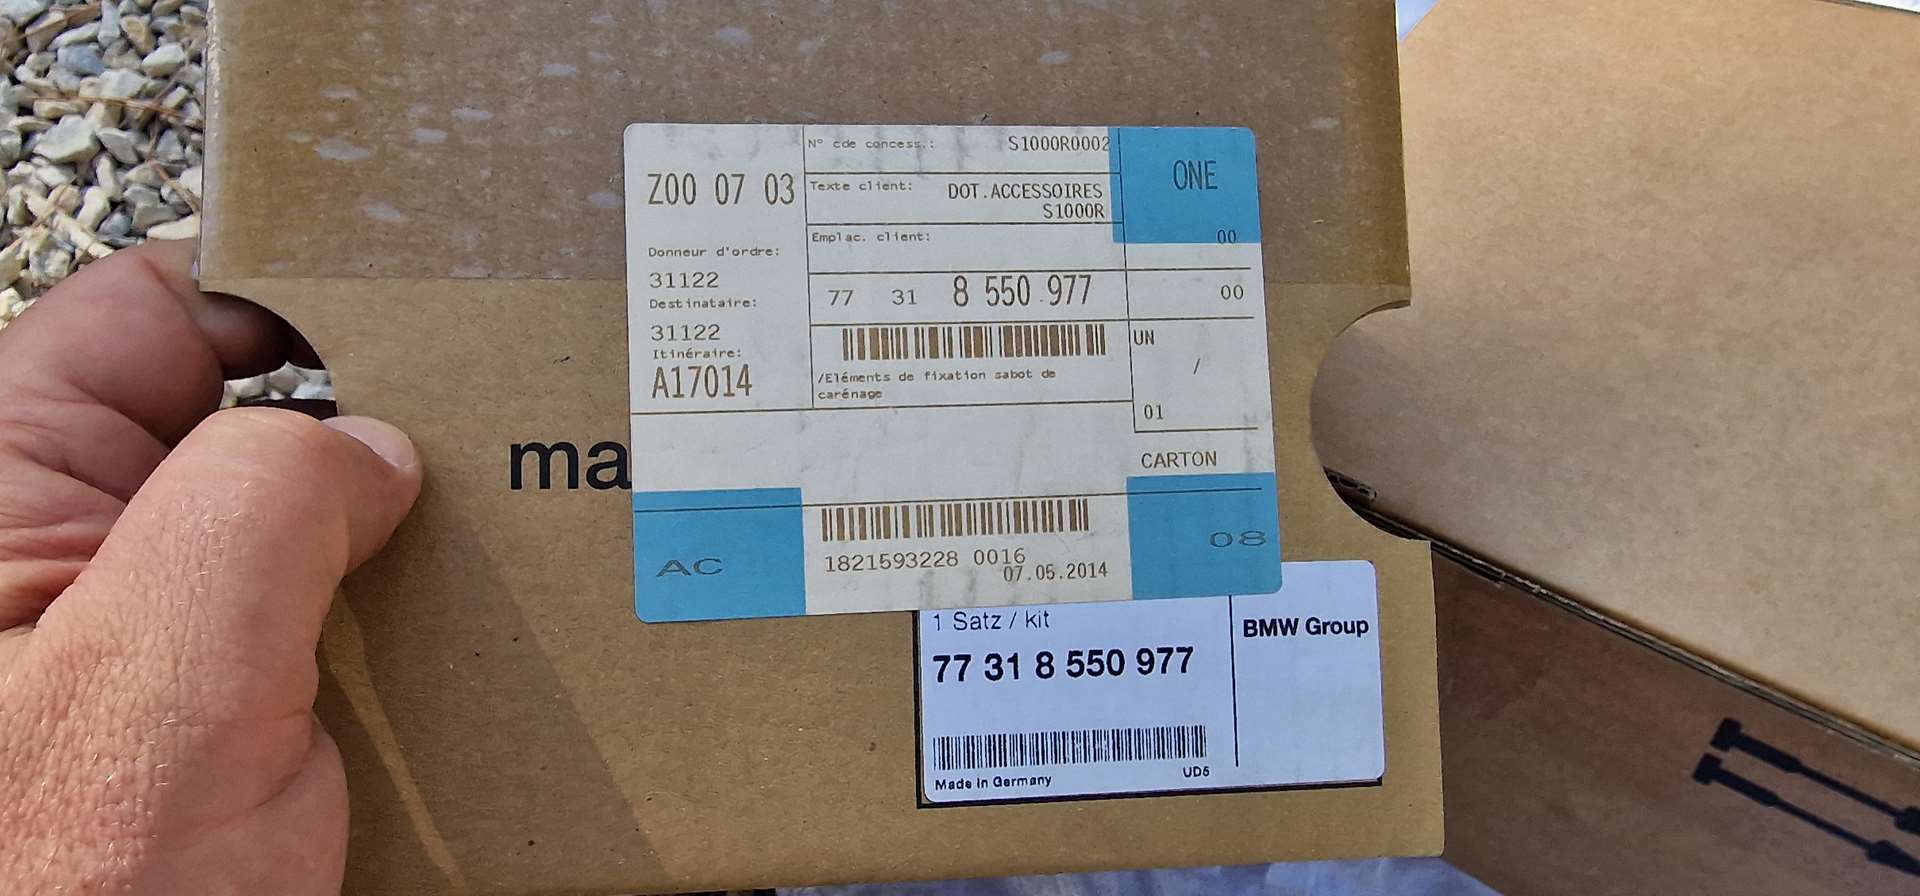 Z00 07 03
N° cde concess.: S1000R0002
Texte client: DOT.ACCESSOIRES
S1000R
ONE
00
Donneur d'ordre:
31122
Destinataire:
31122
Itinéraire:
A17014
Emplac. client:
77 31 8 550 977
00
/Eléments de fixation sabot de
carénage
UN
/
01
CARTON
ma
AC
1821593228 0016
07.05.2014
08
1 Satz / kit
77 31 8 550 977
Made in Germany
UD5
BMW Group